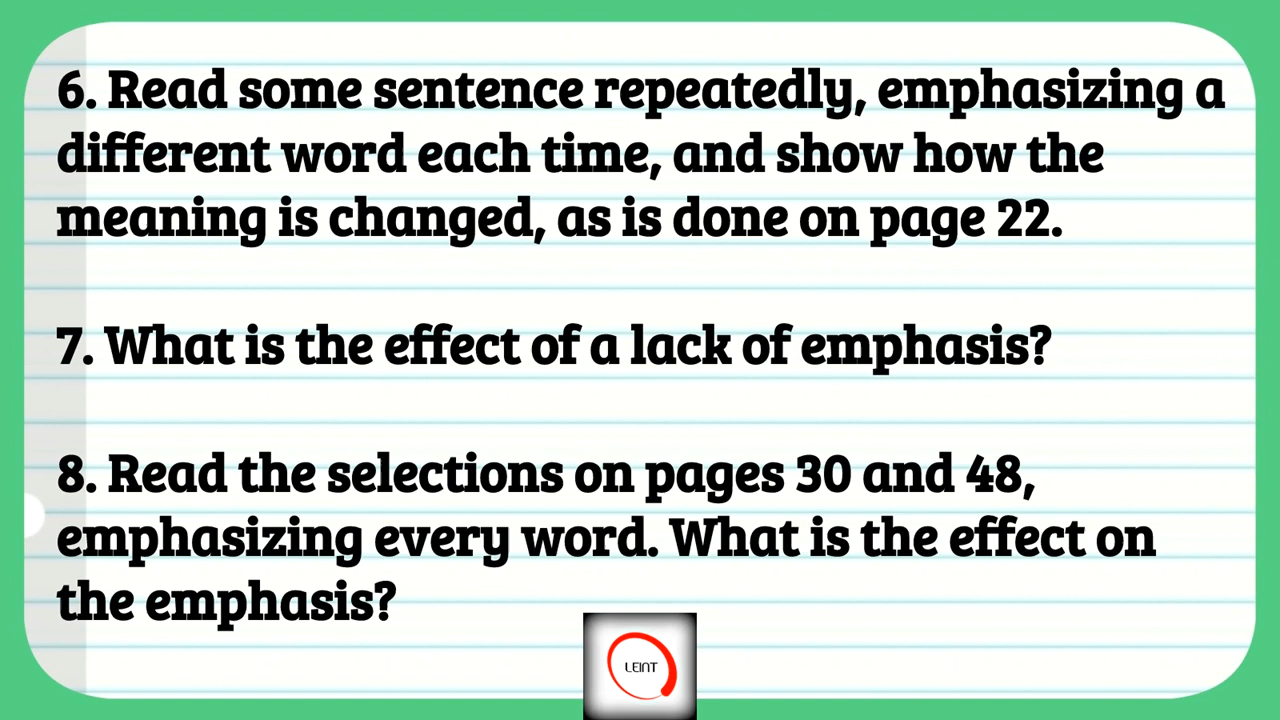 6. Read some sentence repeatedly, emphasizing a
different word each time, and show how the
meaning is changed, as is done on page 22.
7. What is the effect of a lack of emphasis?
8. Read the selections on pages 30 and 48,
emphasizing every word. What is the effect on
the emphasis?
LEINT